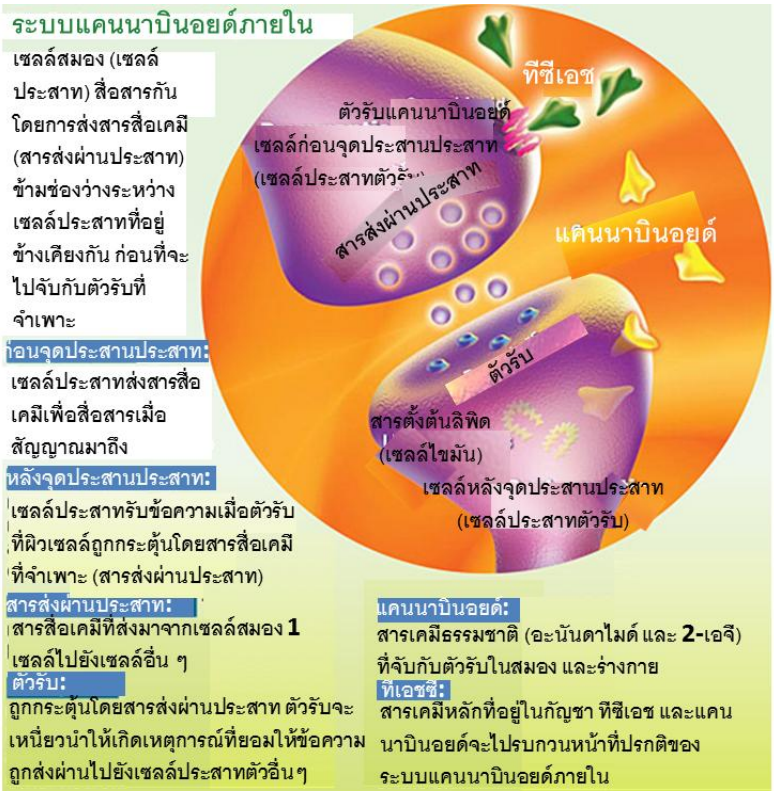 ระบบแคนนาบินอยด์ภายใน
เซลล์สมอง (เซลล์
ประสาท) สื่อสารกัน
โดยการส่งสารสื่อเคมี
(สารส่งผ่านประสาท)
ข้ามช่องว่างระหว่าง
เซลล์ประสาทที่อยู่
ข้างเคียงกัน ก่อนที่จะ
ไปจับกับตัวรับที่
จำเพาะ
ก่อนจุดประสานประสาท:
เซลล์ประสาทส่งสารสื่อ
เคมีเพื่อสื่อสารเมื่อ
สัญญาณมาถึง
หลังจุดประสานประสาท:
เซลล์ประสาทรับข้อความเมื่อตัวรับ
ที่ผิวเซลล์ถูกกระตุ้นโดยสารสื่อเคมี
ที่จำเพาะ (สารส่งผ่านประสาท)
สารส่งผ่านประสาท:
สารสื่อเคมีที่ส่งมาจากเซลล์สมอง 1
เซลล์ไปยังเซลล์อื่น ๆ
ตัวรับ:
ถูกกระตุ้นโดยสารส่งผ่านประสาท ตัวรับจะ
เหนี่ยวนำให้เกิดเหตุการณ์ที่ยอมให้ข้อความ
ถูกส่งผ่านไปยังเซลล์ประสาทตัวอื่นๆ
ทีซีเอช
ตัวรับแคนนาบินอยด์
เซลล์ก่อนจุดประสานประสาท
(เซลล์ประสาทตัวรับ)
สารส่งผ่านประสาท
แคนนาบินอยด์
ตัวรับ
สารตั้งต้นลิพิด
(เซลล์ไขมัน)
เซลล์หลังจุดประสานประสาท
(เซลล์ประสาทตัวรับ)
แคนนาบินอยด์:
สารเคมีธรรมชาติ (อะนันดาไมด์ และ 2-เอจี)
ที่จับกับตัวรับในสมอง และร่างกาย
ทีเอชซี:
สารเคมีหลักที่อยู่ในกัญชา ทีซีเอช และแคน
นาบินอยด์จะไปรบกวนหน้าที่ปรกติของ
ระบบแคนนาบินอยด์ภายใน